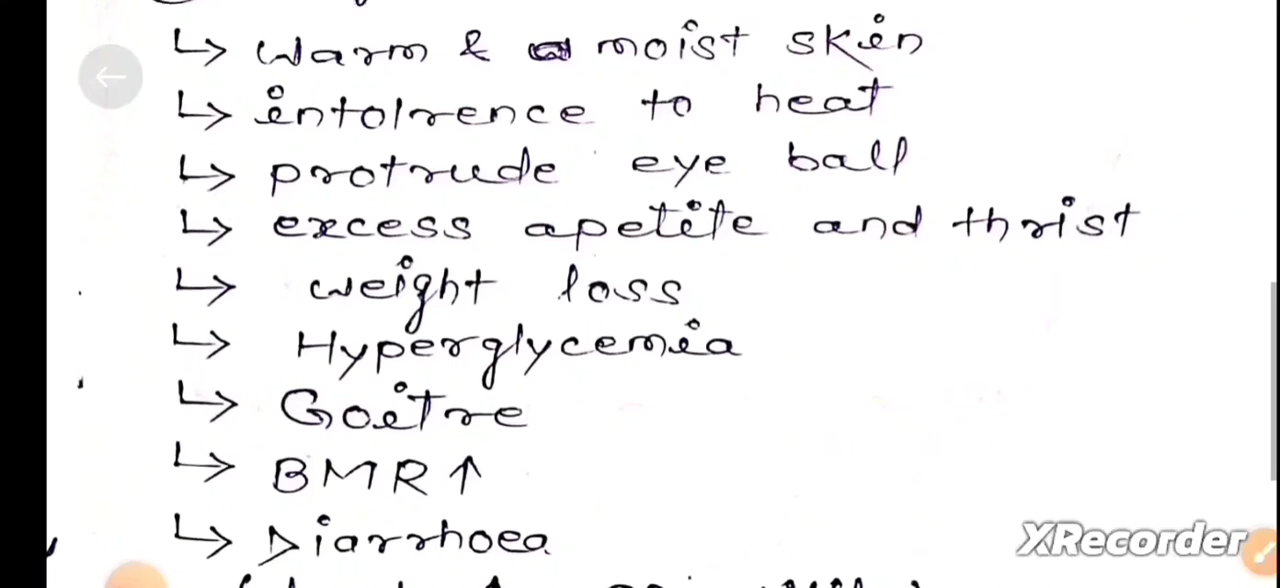 ↳ warm & moist skin
↳ intolrence to heat
↳ protrude eye ball
↳ excess apetite and thrist
↳ weight loss
↳ Hyperglycemia
↳ Goitre
↳ BMR ↑
↳ Diarrhoea
XRecorder